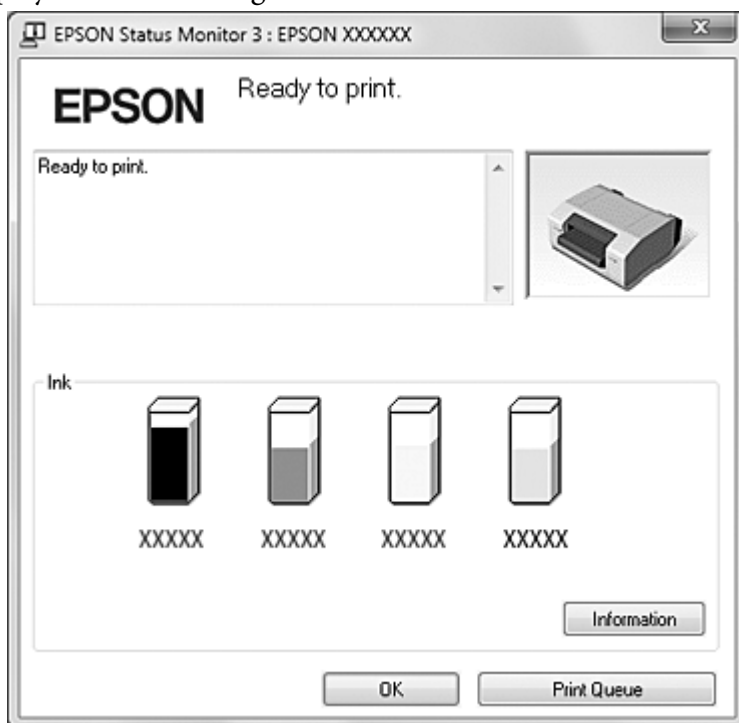 EPSON Status Monitor 3 : EPSON XXXXXX
EPSON
Ready to print.
Ready to print.
Ink
XXXXX XXXXX XXXXX XXXXX
Information
OK Print Queue